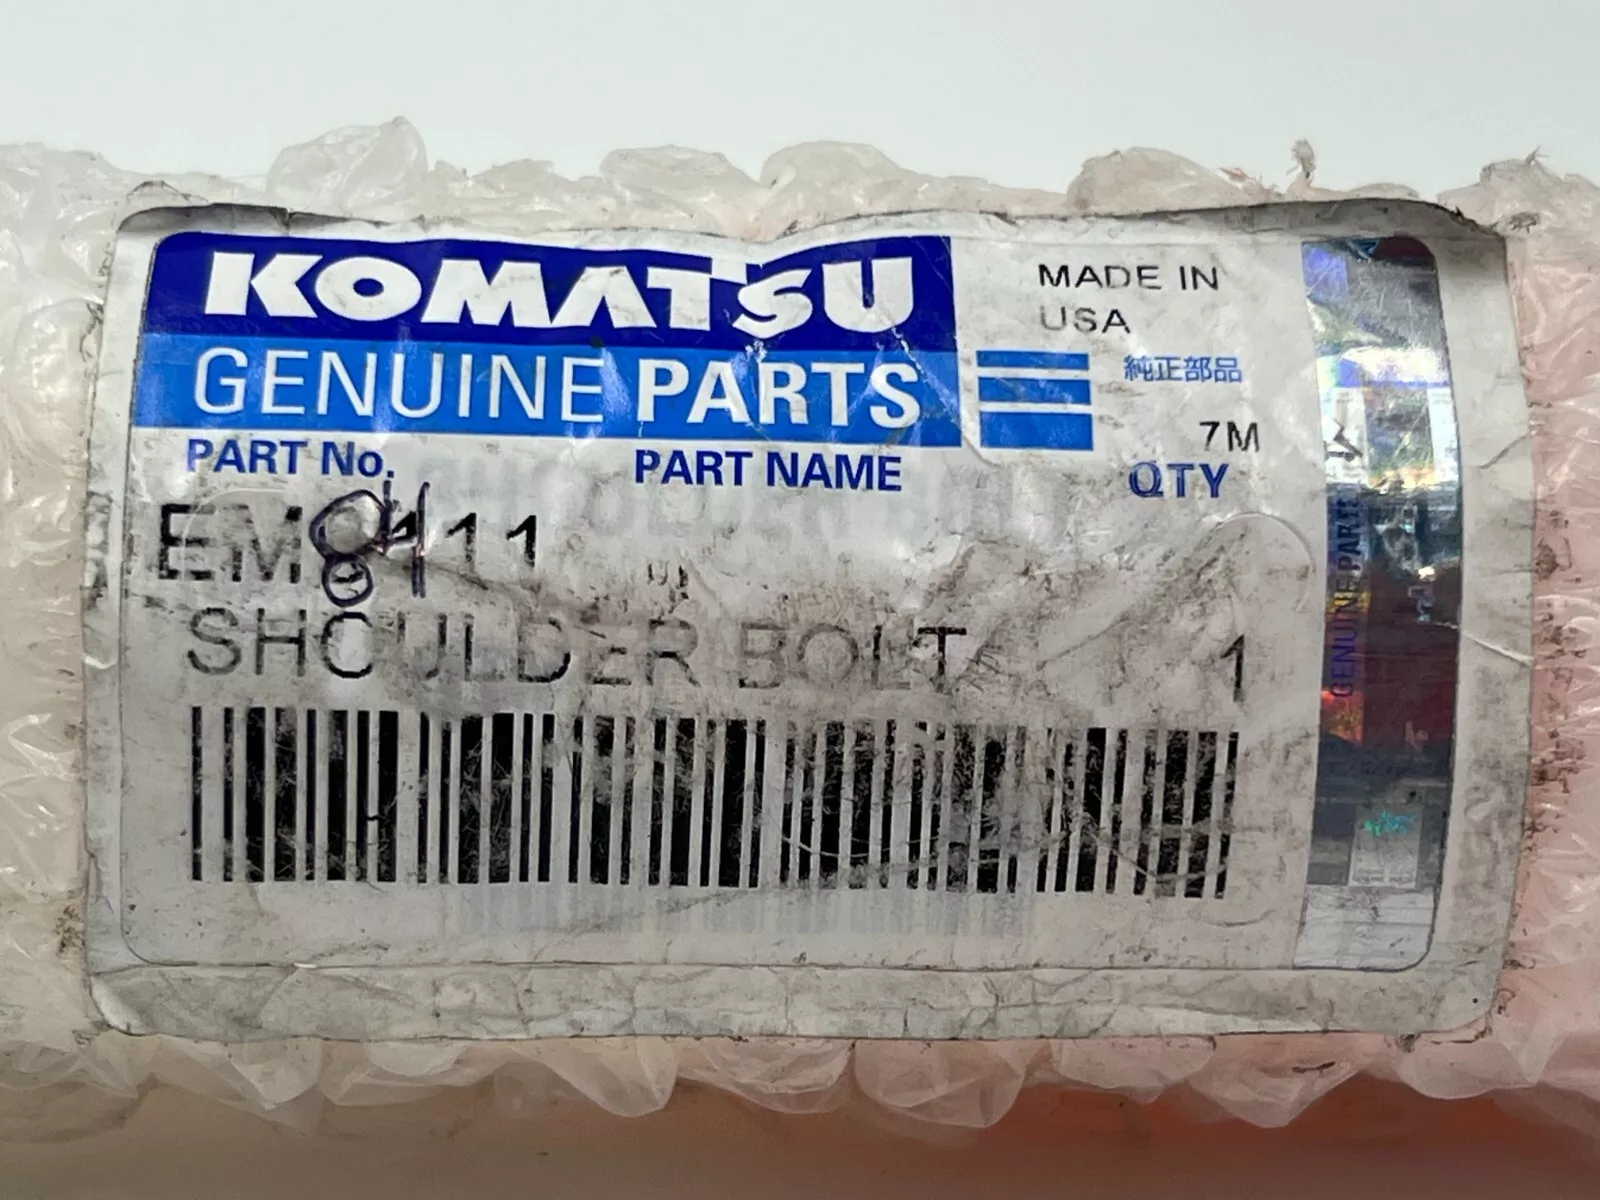 KOMATSU
GENUINE PARTS
MADE IN
USA
純正部品
7M
PART No.
PART NAME
QTY
EM8411
SHOULDER BOLT
1
GENUINE PARTS